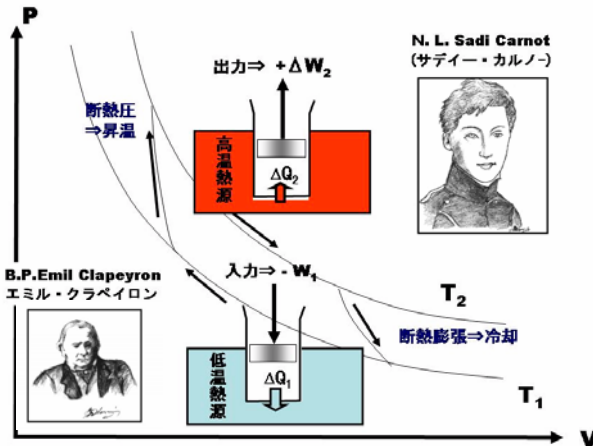 P
N. L. Sadi Carnot
(サデイー・カルノー)
出力⇒ +ΔW2
断熱圧
⇒昇温
高温熱源
ΔQ2
B.P.Emil Clapeyron
エミル・クラペイロン
入力⇒ - W1
T2
断熱膨張⇒冷却
低温熱源
ΔQ1
T1
V